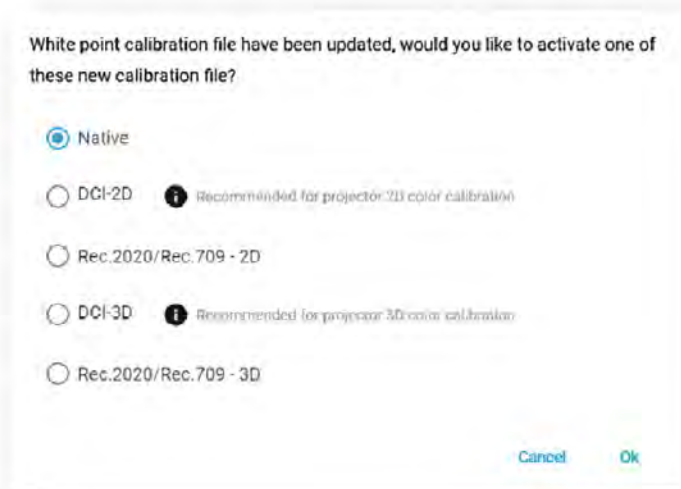 White point calibration file have been updated, would you like to activate one of
these new calibration file?
Native
DCI-2D Recommended for projector 2D color calibration
Rec.2020/Rec.709 - 2D
DCI-3D Recommended for projector 3D color calibration
Rec.2020/Rec.709 - 3D
Cancel Ok